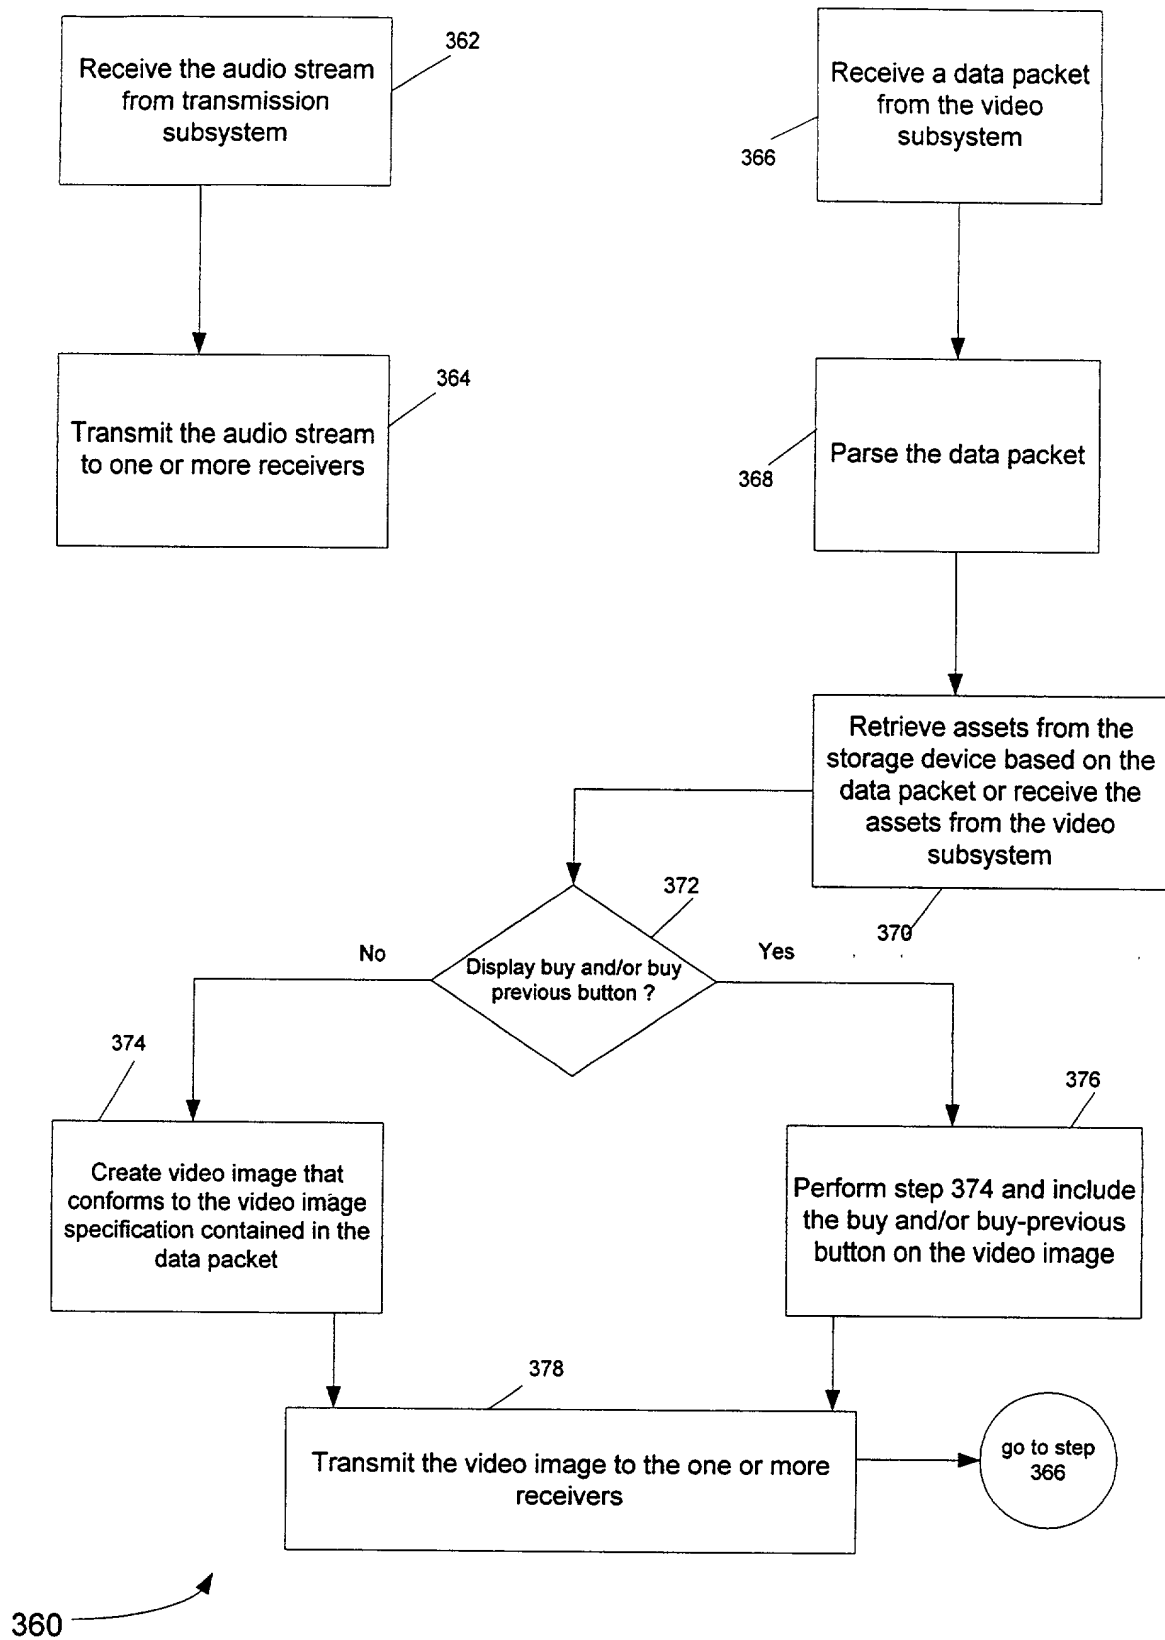 362
Receive the audio stream
from transmission
subsystem
Receive a data packet
from the video
subsystem
366
364
Transmit the audio stream
to one or more receivers
Parse the data packet
368
Retrieve assets from the
storage device based on the
data packet or receive the
assets from the video
subsystem
370
372
No
Yes
Display buy and/or buy
previous button ?
374
Create video image that
conforms to the video image
specification contained in the
data packet
376
Perform step 374 and include
the buy and/or buy-previous
button on the video image
378
Transmit the video image to the one or more
receivers
go to step
366
360